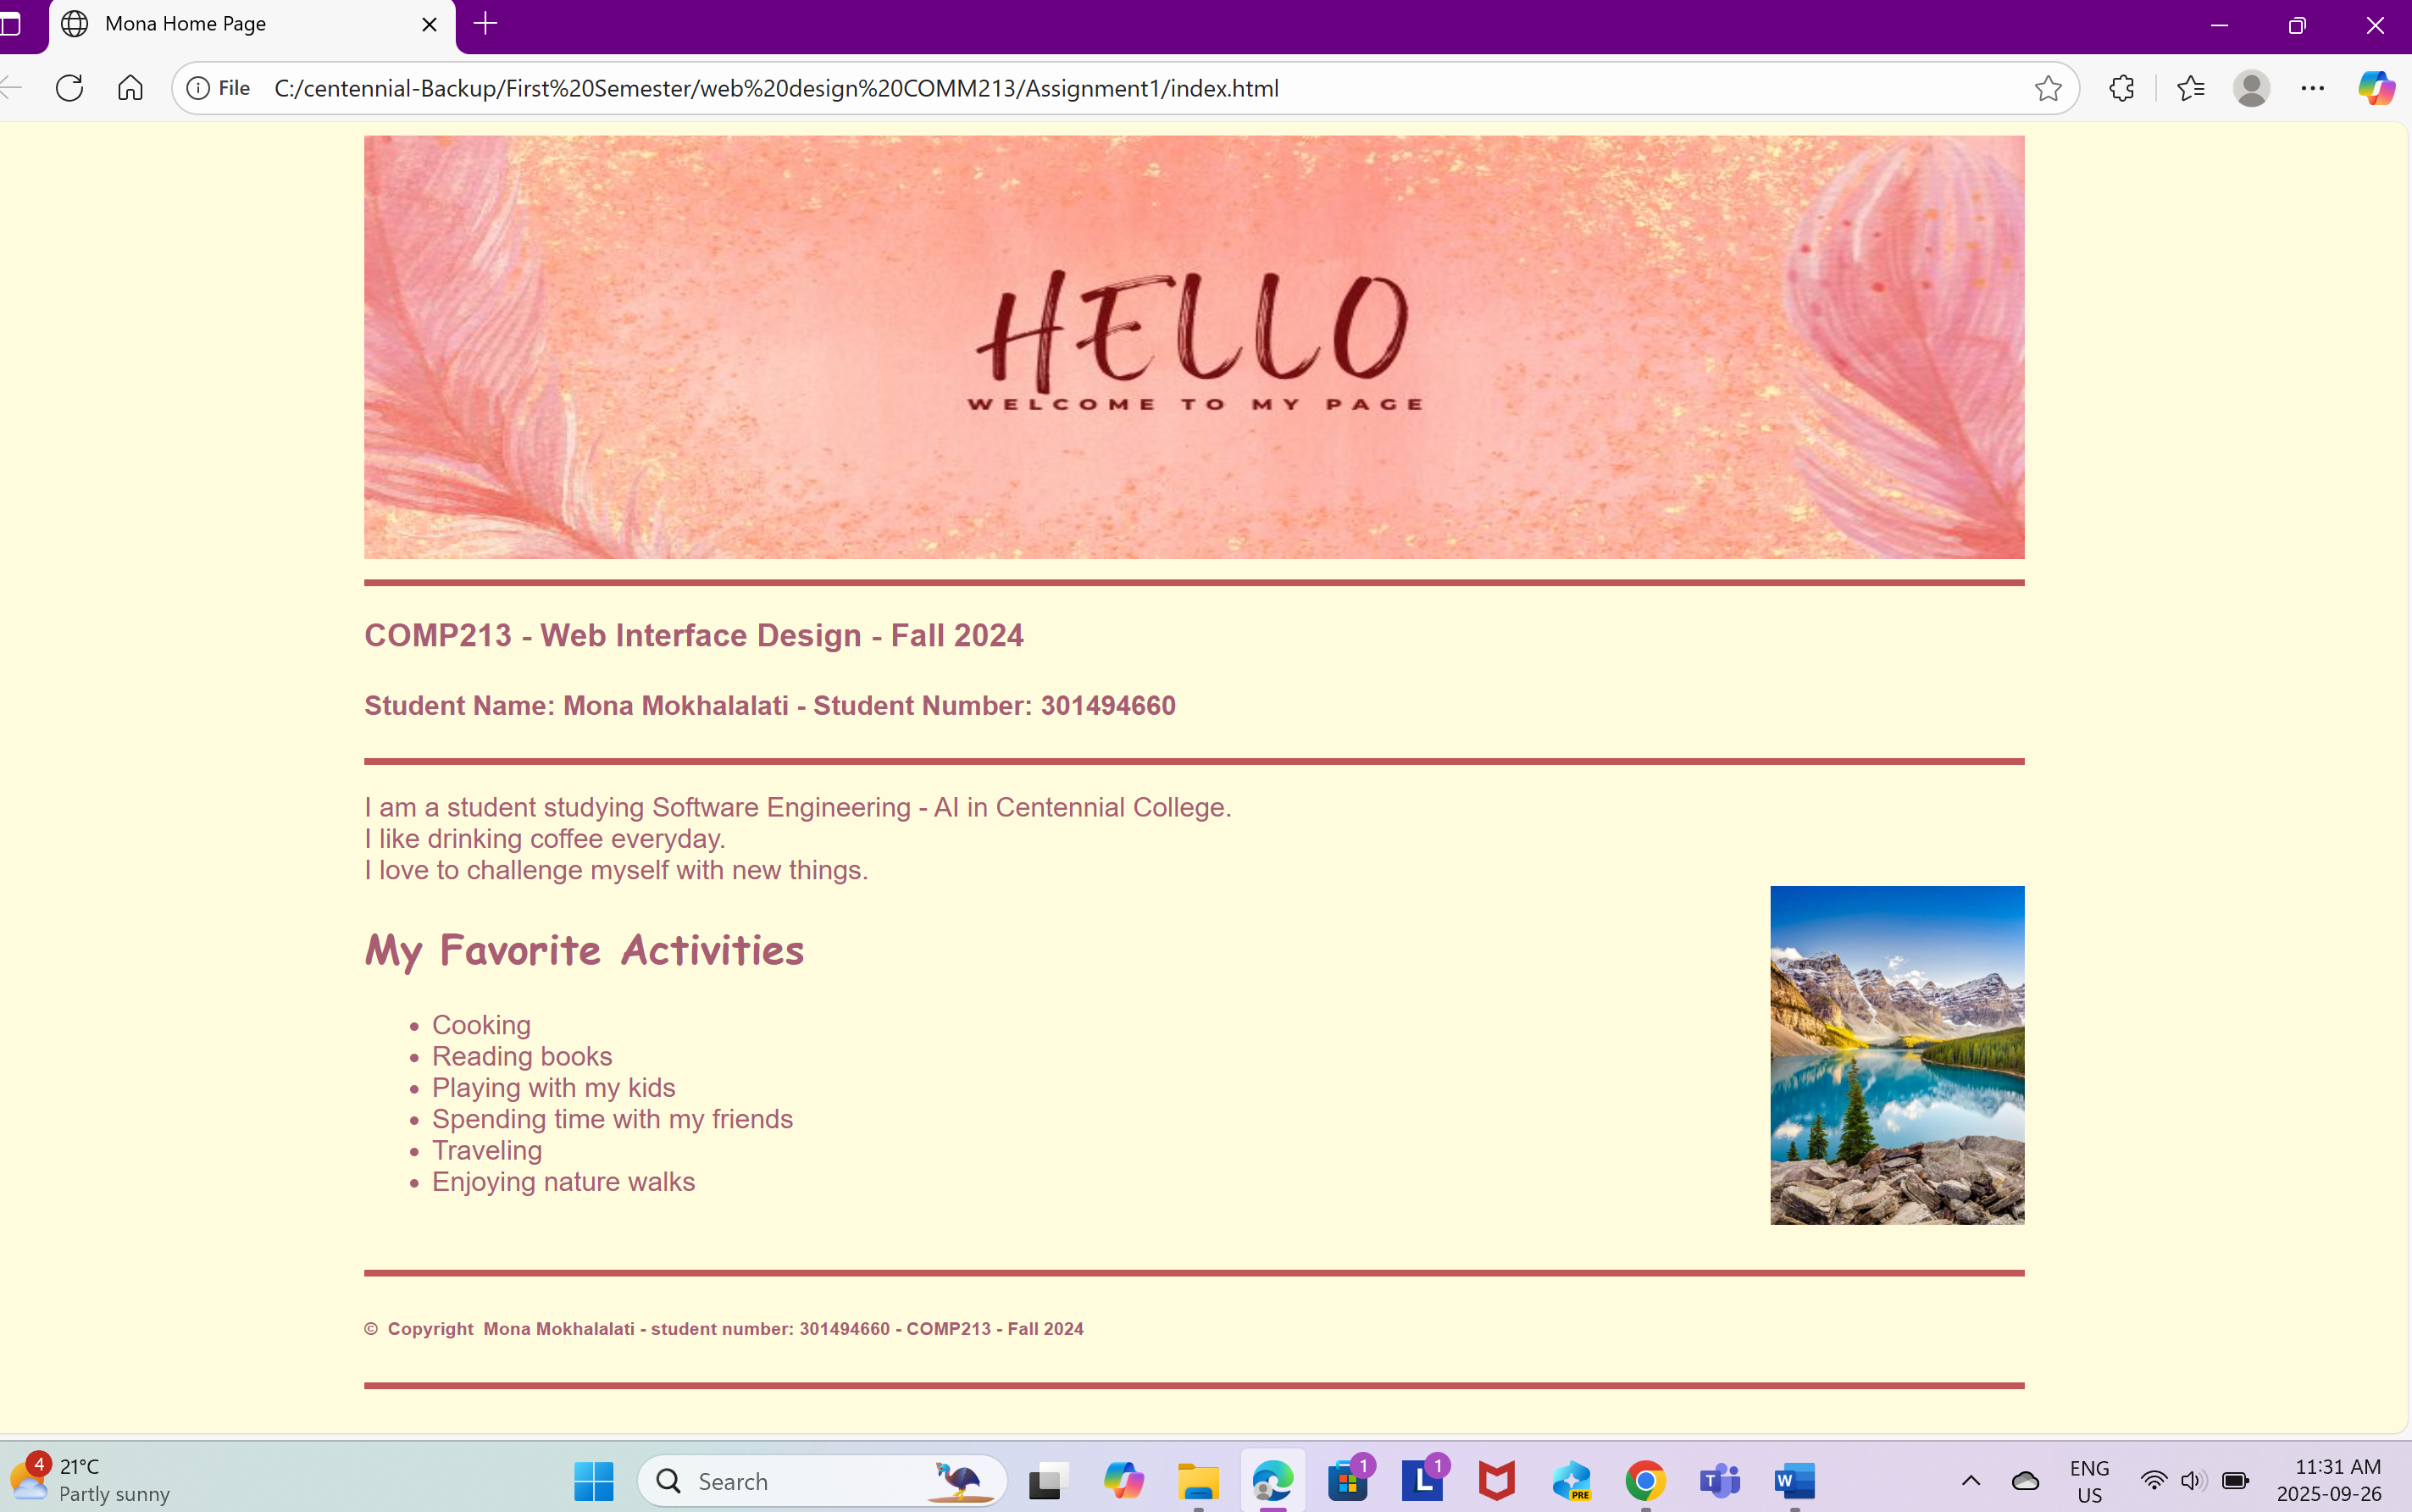 Mona Home Page
File C:/centennial-Backup/First%20Semester/web%20design%20COMM213/Assignment1/index.html
HELLO
WELCOME TO MY PAGE
COMP213 - Web Interface Design - Fall 2024
Student Name: Mona Mokhalalati - Student Number: 301494660
I am a student studying Software Engineering - AI in Centennial College.
I like drinking coffee everyday.
I love to challenge myself with new things.
My Favorite Activities
• Cooking
• Reading books
• Playing with my kids
• Spending time with my friends
• Traveling
• Enjoying nature walks
© Copyright Mona Mokhalalati - student number: 301494660 - COMP213 - Fall 2024
4
21°C
Partly sunny
Search
1
L
1
PRE
T
W
ENG
US
11:31 AM
2025-09-26